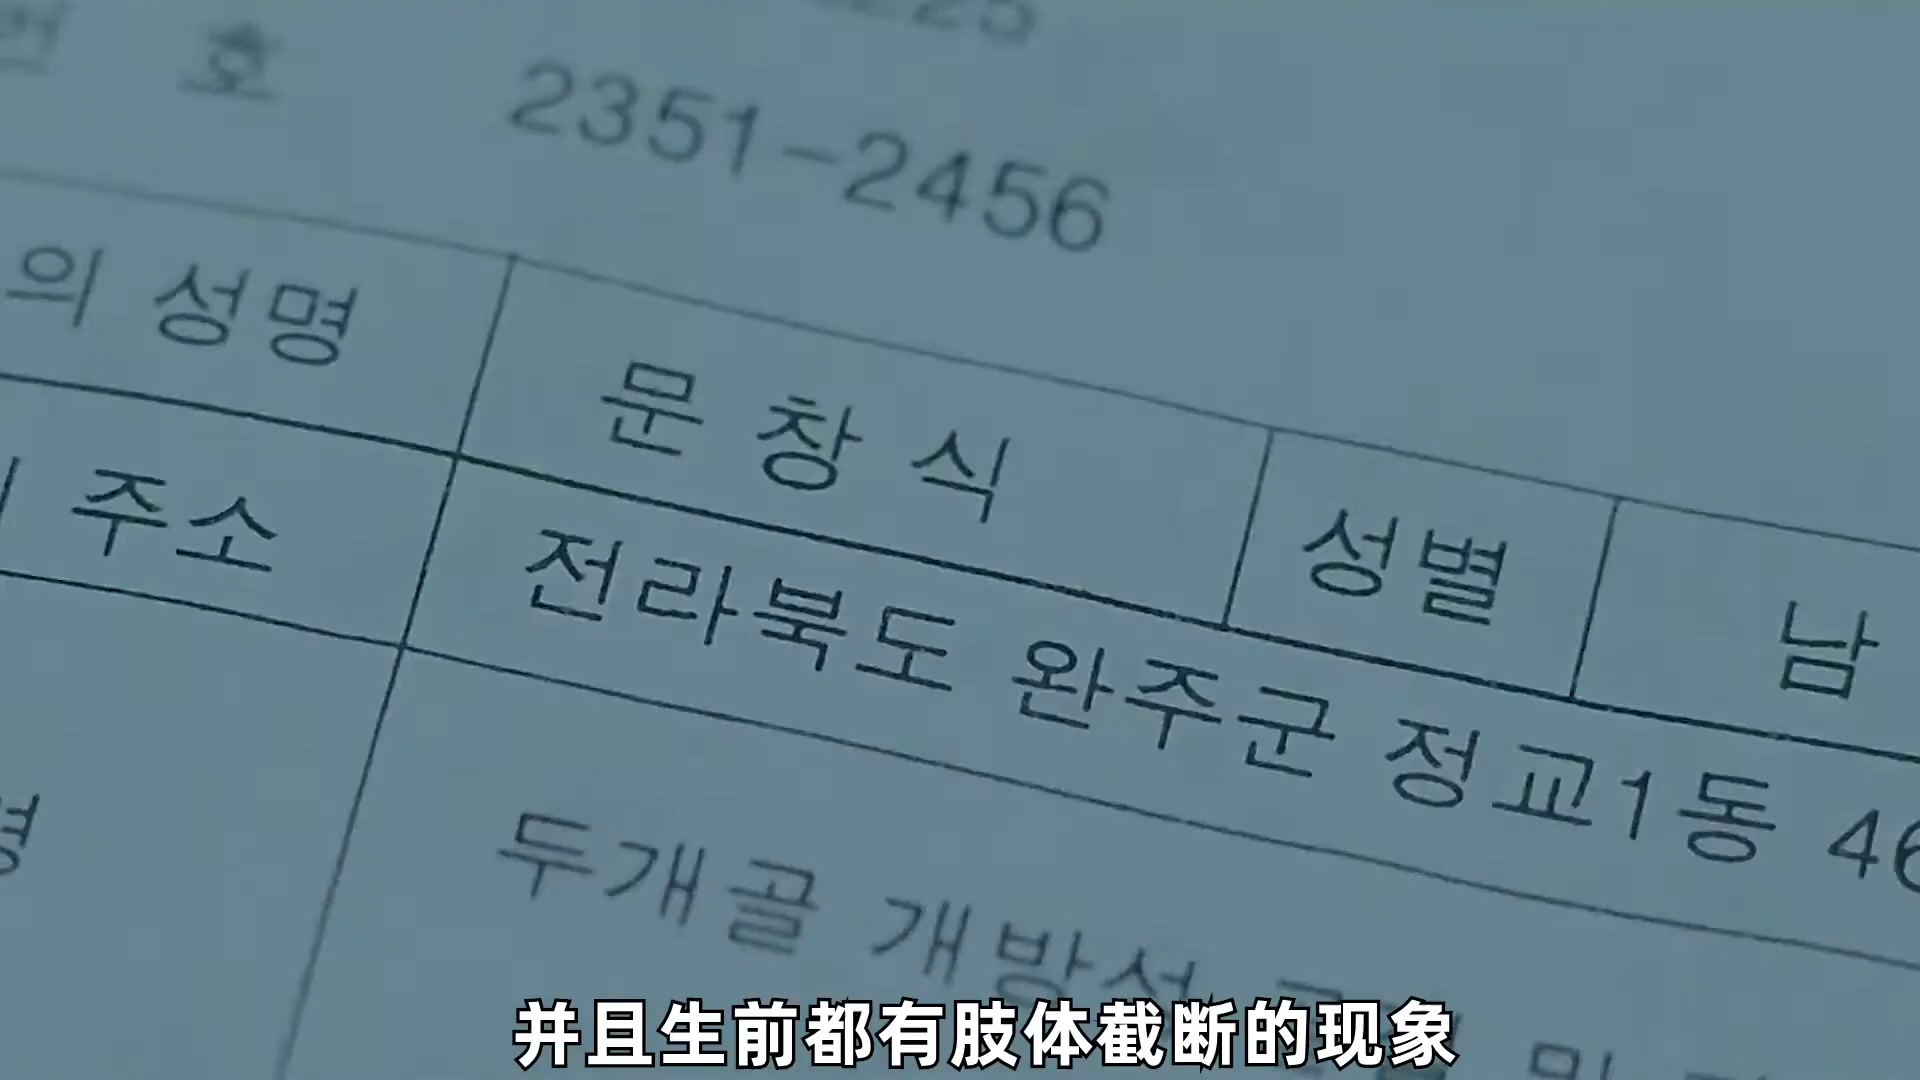 호 2351-2456
의 성명 문창식 성별 남
주소 전라북도 완주군 정교1동 46
두개골 개방성
并且生前都有肢体截断的现象